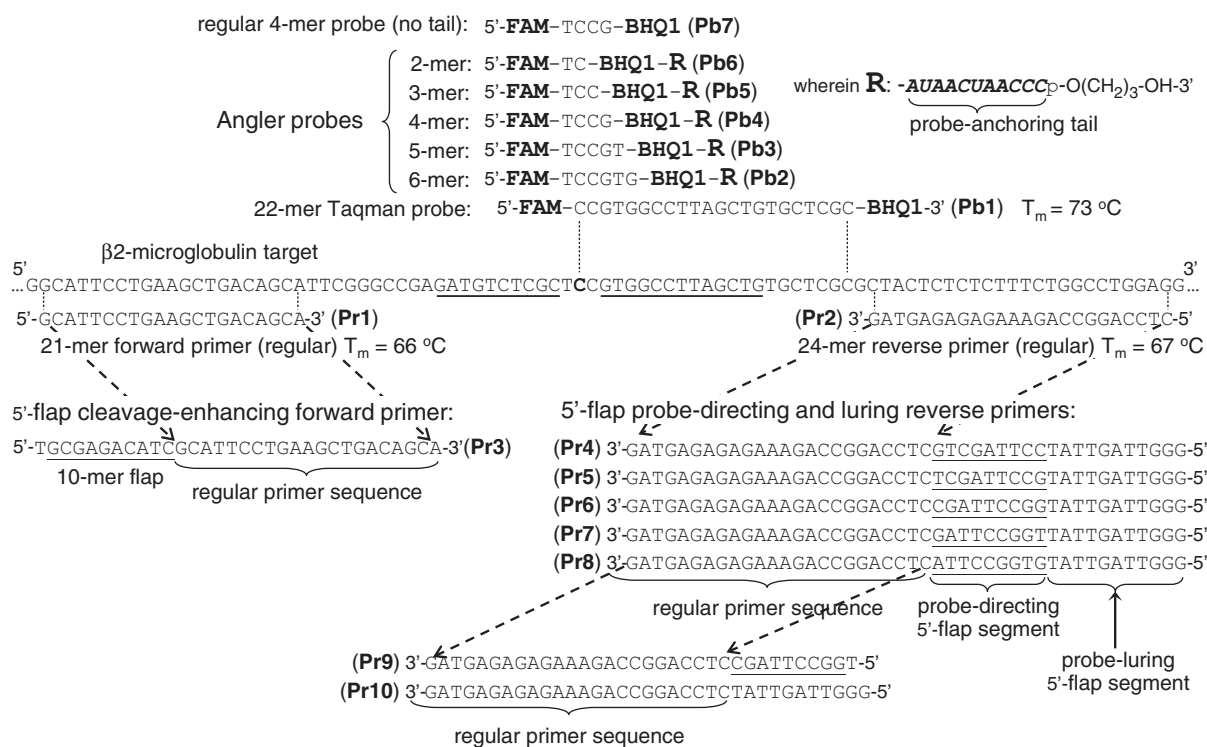 regular 4-mer probe (no tail): 5'-FAM–TCCG–BHQ1 (Pb7)
2-mer: 5'-FAM–TC–BHQ1–R (Pb6)
3-mer: 5'-FAM–TCC–BHQ1–R (Pb5)
wherein R: -AUAACUAACCCp-O(CH2)3-OH-3'
Angler probes
4-mer: 5'-FAM–TCCG–BHQ1–R (Pb4)
probe-anchoring tail
5-mer: 5'-FAM–TCCGT–BHQ1–R (Pb3)
6-mer: 5'-FAM–TCCGTG–BHQ1–R (Pb2)
22-mer Taqman probe: 5'-FAM–CCGTGGCCTTAGCTGTGCTCGC–BHQ1-3' (Pb1) Tm = 73 ºC
β2-microglobulin target
5' 3'
...GGCATTCCTGAAGCTGACAGCATTCGGGCCGAGATGTCTCGCTCCGTGGCCTTAGCTGTGCTCGCGCTACTCTCTCTTTCTGGCCTGGAGG...
5'-GCATTCCTGAAGCTGACAGCA-3' (Pr1) (Pr2) 3'-GATGAGAGAGAAAGACCGGACCTC-5'
21-mer forward primer (regular) Tm = 66 ºC 24-mer reverse primer (regular) Tm = 67 ºC
5'-flap cleavage-enhancing forward primer: 5'-flap probe-directing and luring reverse primers:
5'-TGCGAGACATCGCATTCCTGAAGCTGACAGCA-3'(Pr3)
10-mer flap
regular primer sequence
(Pr4) 3'-GATGAGAGAGAAAGACCGGACCTCGTCGATTCCTATTGATTGGG-5'
(Pr5) 3'-GATGAGAGAGAAAGACCGGACCTCTCGATTCCGTATTGATTGGG-5'
(Pr6) 3'-GATGAGAGAGAAAGACCGGACCTCCGATTCCGGTATTGATTGGG-5'
(Pr7) 3'-GATGAGAGAGAAAGACCGGACCTCGATTCCGGTTATTGATTGGG-5'
(Pr8) 3'-GATGAGAGAGAAAGACCGGACCTCATTCCGGTGTATTGATTGGG-5'
regular primer sequence
probe-directing
5'-flap segment
probe-luring
5'-flap segment
(Pr9) 3'-GATGAGAGAGAAAGACCGGACCTCCGATTCCGGT-5'
(Pr10) 3'-GATGAGAGAGAAAGACCGGACCTCTATTGATTGGG-5'
regular primer sequence